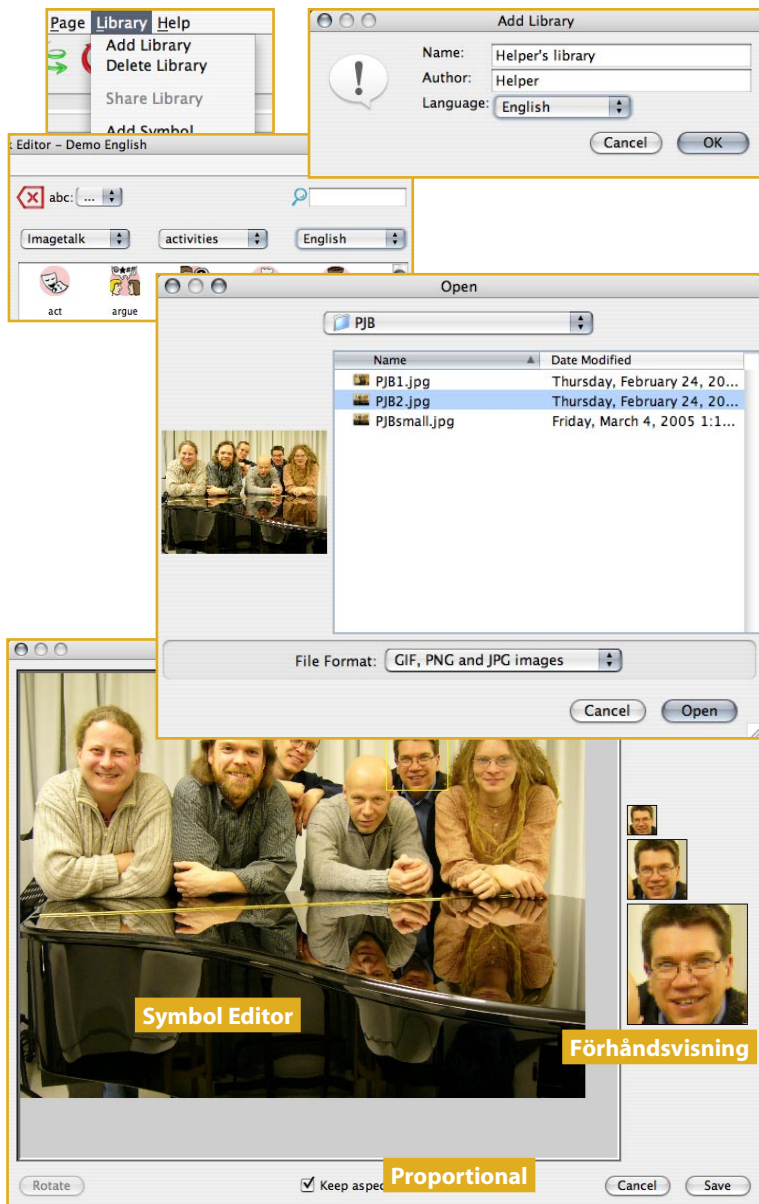 Page Library Help
Add Library
Delete Library
Share Library
Add Symbol
Add Library
Name: Helper's library
Author: Helper
Language: English
Cancel OK
Editor – Demo English
abc: ...
Imagetalk activities English
act argue
Open
PJB
Name Date Modified
PJB1.jpg Thursday, February 24, 20...
PJB2.jpg Thursday, February 24, 20...
PJBsmall.jpg Friday, March 4, 2005 1:1...
File Format: GIF, PNG and JPG images
Cancel Open
Symbol Editor
Förhåndsvisning
Proportional
Rotate Keep aspec Cancel Save